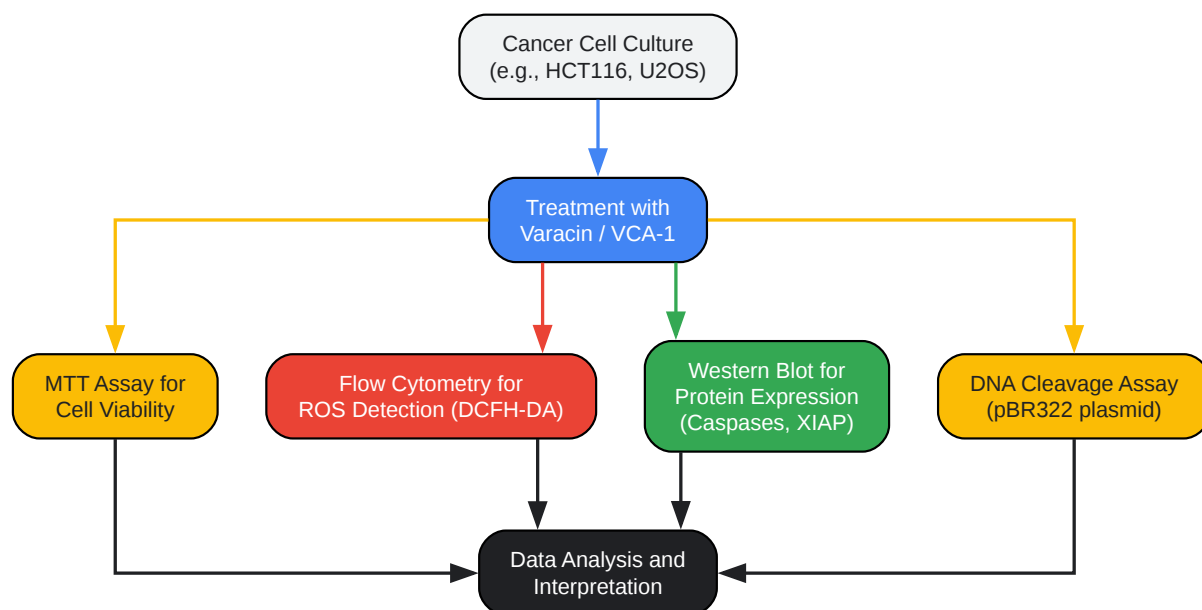 Cancer Cell Culture
(e.g., HCT116, U2OS)
Treatment with
Varacin / VCA-1
MTT Assay for
Cell Viability
Flow Cytometry for
ROS Detection (DCFH-DA)
Western Blot for
Protein Expression
(Caspases, XIAP)
DNA Cleavage Assay
(pBR322 plasmid)
Data Analysis and
Interpretation